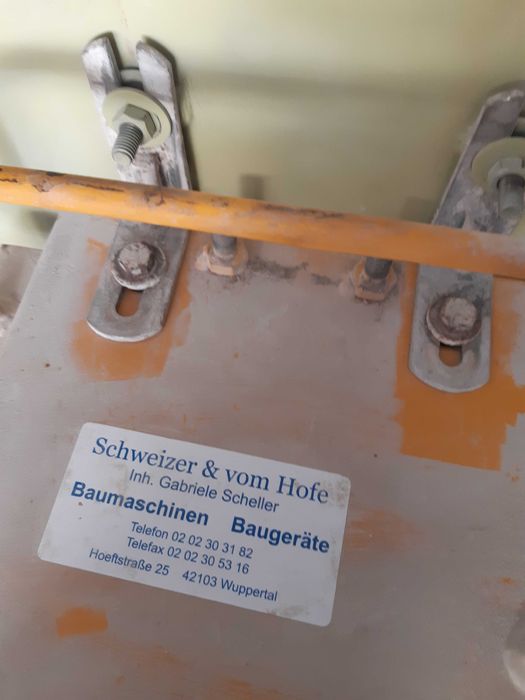 Schweizer & vom Hofe
Inh. Gabriele Scheller
Baumaschinen Baugeräte
Telefon 02 02 30 31 82
Telefax 02 02 30 53 16
Hoeftstraße 25 42103 Wuppertal